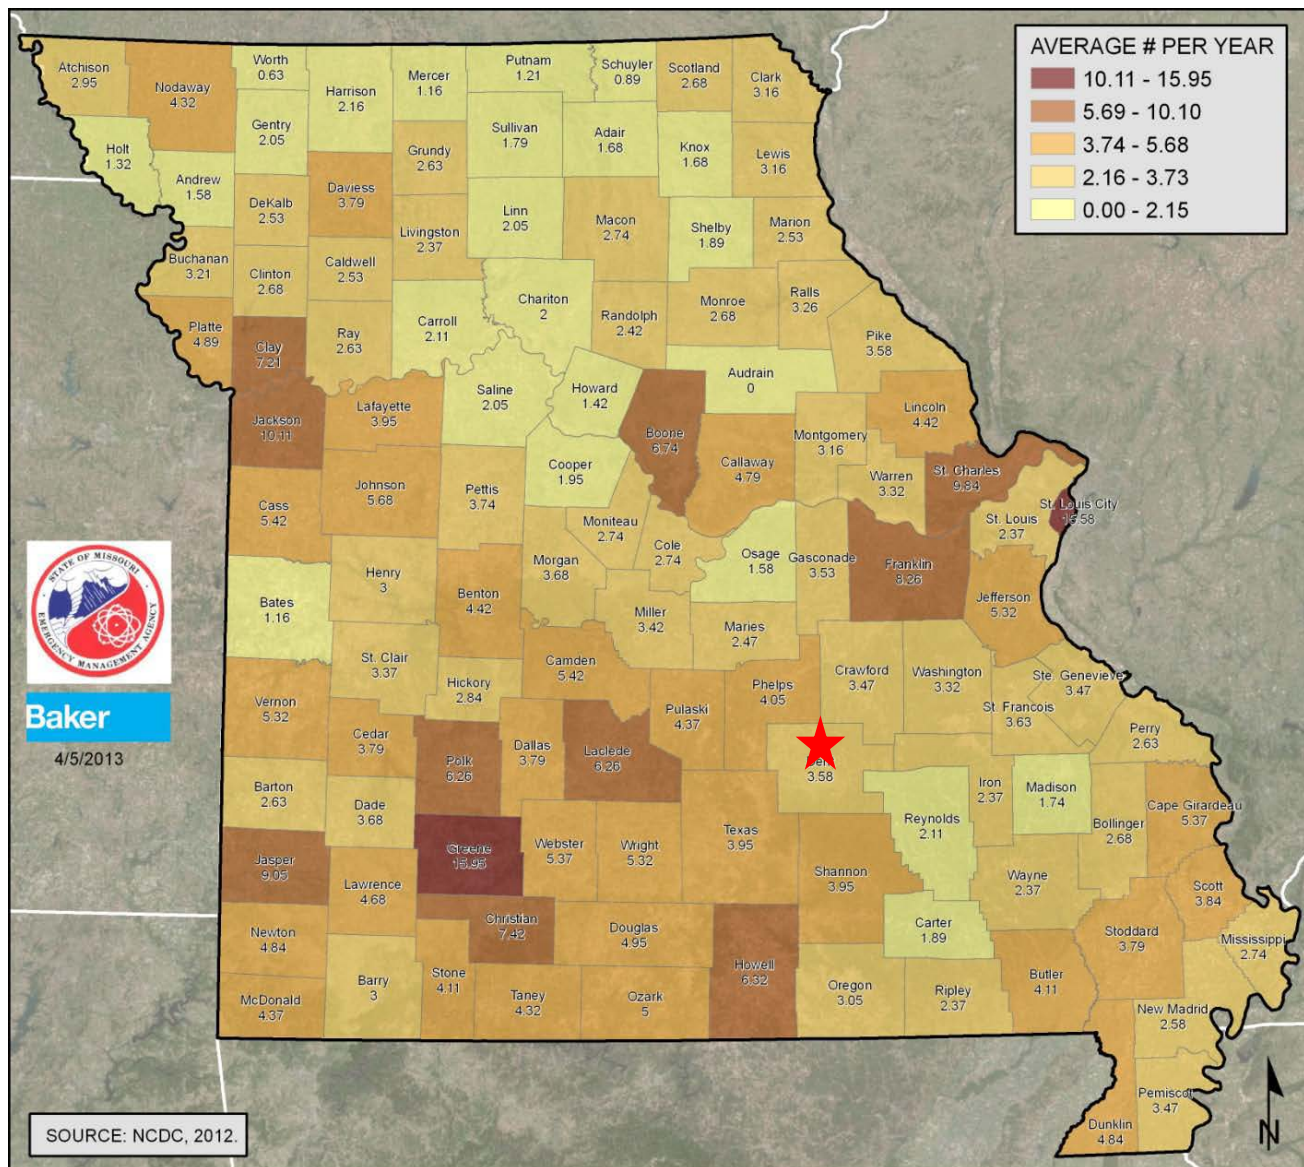 AVERAGE # PER YEAR
10.11 - 15.95
5.69 - 10.10
3.74 - 5.68
2.16 - 3.73
0.00 - 2.15
Atchison
2.95
Nodaway
4.32
Worth
0.63
Harrison
2.16
Mercer
1.16
Putnam
1.21
Schuyler
0.89
Scotland
2.68
Clark
3.16
Holt
1.32
Andrew
1.58
Gentry
2.05
Grundy
2.63
Sullivan
1.79
Adair
1.68
Knox
1.68
Lewis
3.16
DeKalb
2.53
Daviess
3.79
Livingston
2.37
Linn
2.05
Macon
2.74
Shelby
1.89
Marion
2.53
Buchanan
3.21
Clinton
2.68
Caldwell
2.53
Carroll
2.11
Chariton
2
Randolph
2.42
Monroe
2.68
Ralls
3.26
Pike
3.58
Platte
4.89
Clay
7.21
Ray
2.63
Jackson
10.11
Lafayette
3.95
Saline
2.05
Howard
1.42
Boone
6.74
Audrain
0
Callaway
4.79
Montgomery
3.16
Lincoln
4.42
Warren
3.32
St. Charles
9.84
St. Louis
2.37
St. Louis City
Cass
5.42
Johnson
5.68
Pettis
3.74
Cooper
1.95
Moniteau
2.74
Cole
2.74
Osage
1.58
Gasconade
3.53
Franklin
8.26
Jefferson
5.32
Bates
1.16
Henry
3
Benton
4.42
Morgan
3.68
Miller
3.42
Maries
2.47
St. Clair
3.37
Hickory
2.84
Camden
5.42
Pulaski
4.37
Phelps
4.05
Crawford
3.47
Washington
3.32
St. Francois
3.63
Ste. Genevieve
3.47
Perry
2.63
Vernon
5.32
Cedar
3.79
Polk
6.26
Dallas
3.79
Laclede
6.26
3.58
Iron
2.37
Madison
1.74
Bollinger
2.68
Cape Girardeau
5.37
Barton
2.63
Dade
3.68
Greene
15.95
Webster
5.37
Wright
5.32
Texas
3.95
Shannon
3.95
Reynolds
2.11
Wayne
2.37
Scott
3.84
Jasper
9.05
Lawrence
4.68
Christian
7.42
Douglas
4.95
Howell
6.32
Carter
1.89
Stoddard
3.79
Mississippi
2.74
Newton
4.84
McDonald
4.37
Barry
3
Stone
4.11
Taney
4.32
Ozark
5
Oregon
3.05
Ripley
2.37
Butler
4.11
New Madrid
2.58
Pemiscot
3.47
Dunklin
4.84
STATE OF MISSOURI
EMERGENCY MANAGEMENT AGENCY
Baker
4/5/2013
SOURCE: NCDC, 2012.
N